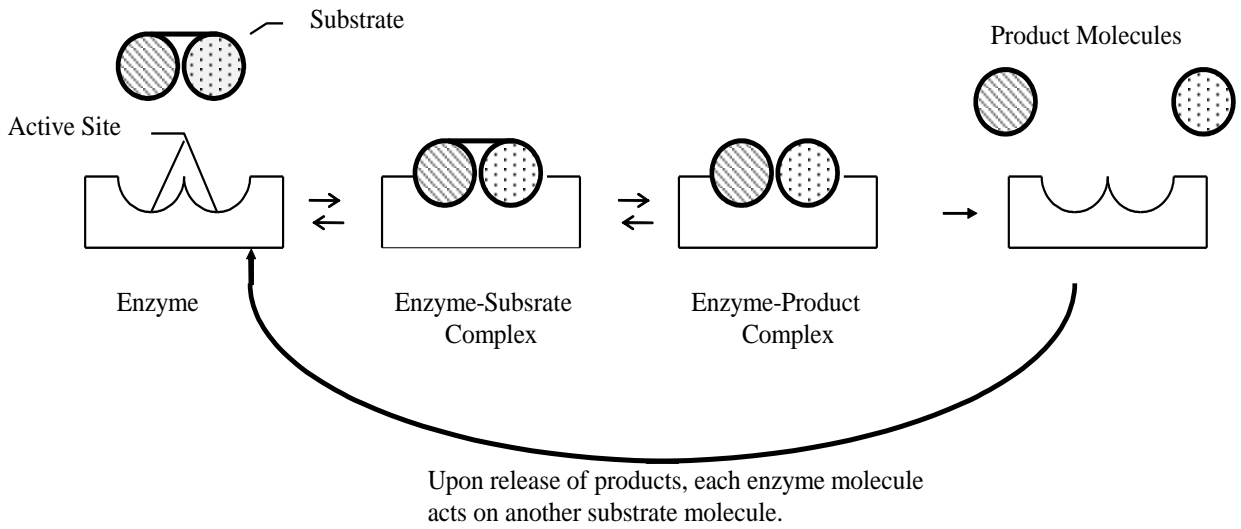 Substrate
Product Molecules
Active Site
Enzyme
Enzyme-Subsrate
Complex
Enzyme-Product
Complex
Upon release of products, each enzyme molecule
acts on another substrate molecule.